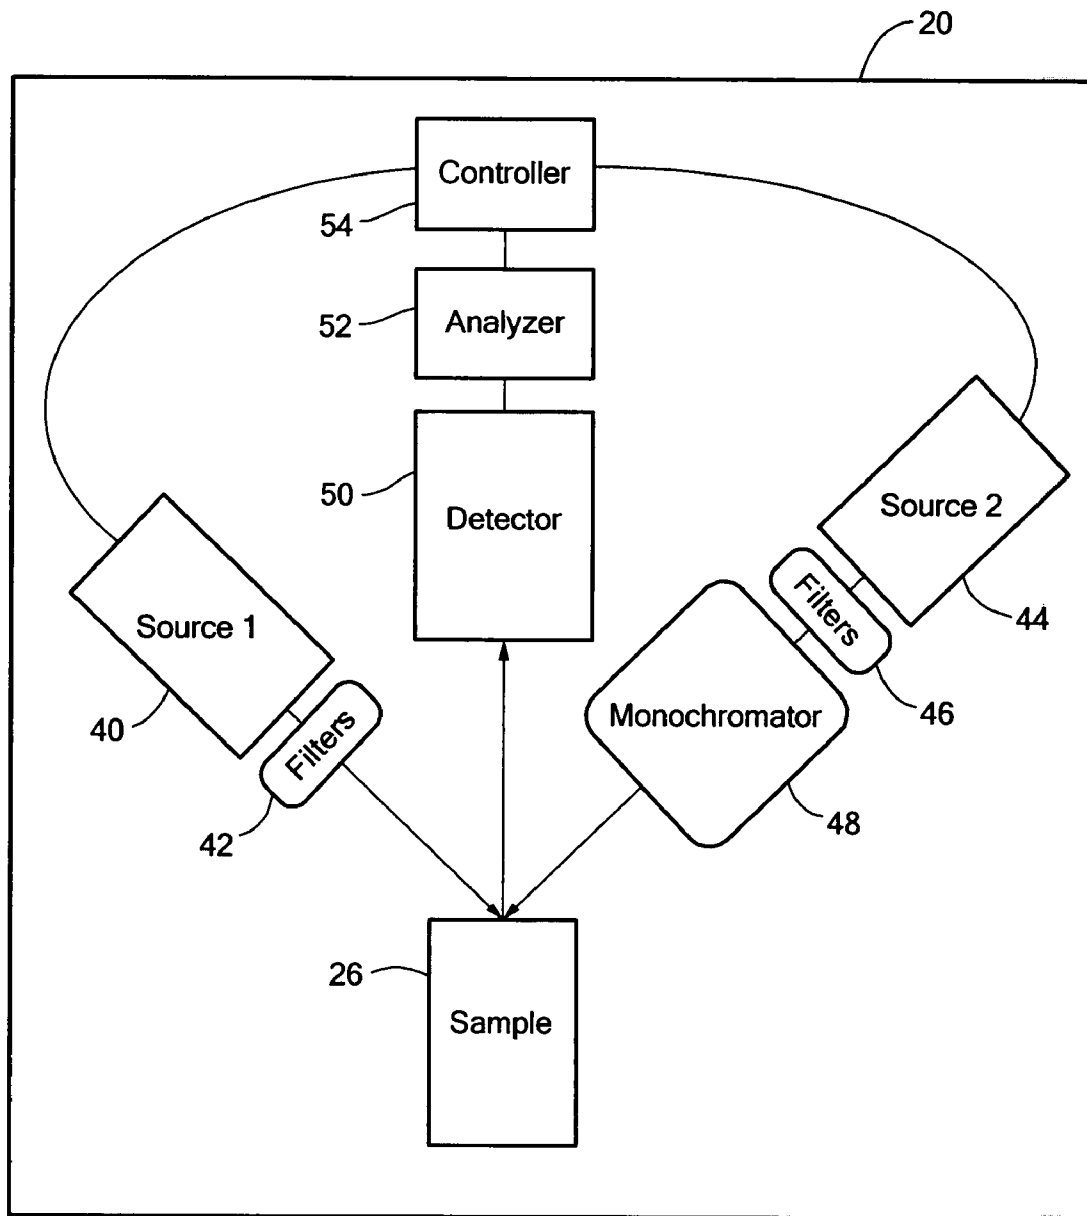 20
Controller
54
52
Analyzer
50
Detector
Source 2
44
Filters
46
Source 1
40
Monochromator
48
Filters
42
26
Sample